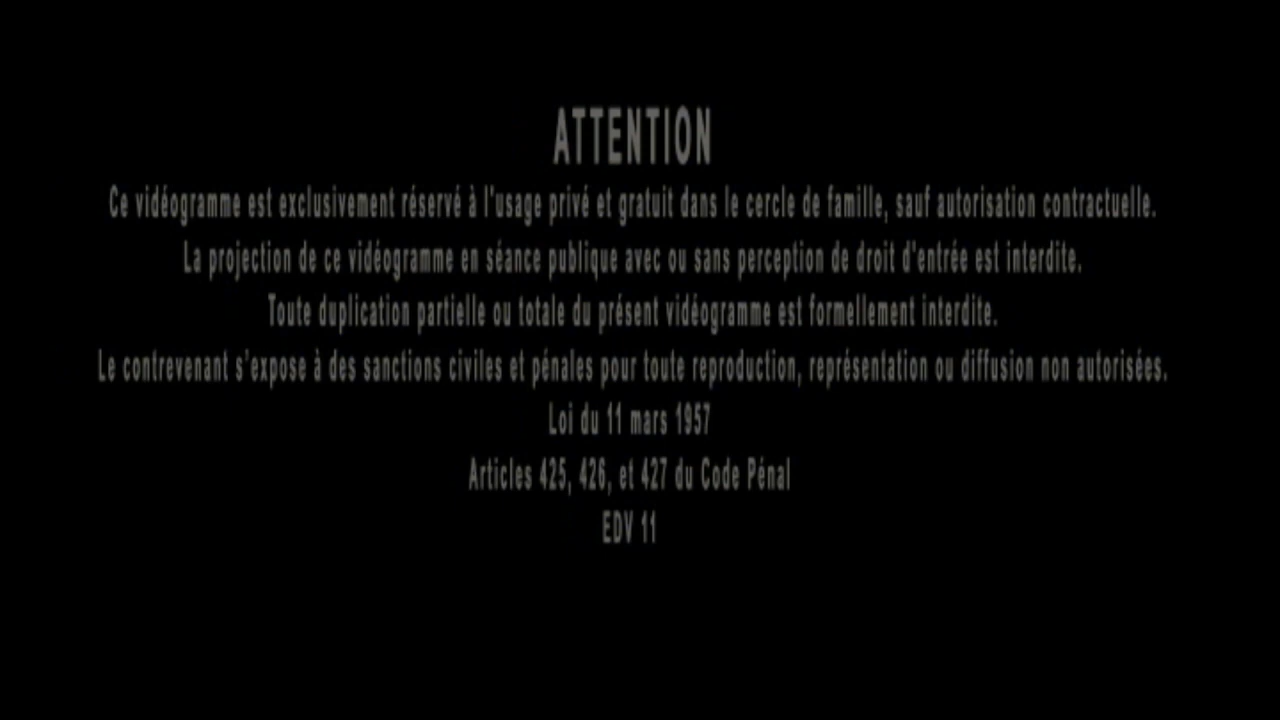 ATTENTION
Ce vidéogramme est exclusivement réservé à l'usage privé et gratuit dans le cercle de famille, sauf autorisation contractuelle.
La projection de ce vidéogramme en séance publique avec ou sans perception de droit d'entrée est interdite.
Toute duplication partielle ou totale du présent vidéogramme est formellement interdite.
Le contrevenant s'expose à des sanctions civiles et pénales pour toute reproduction, représentation ou diffusion non autorisées.
Loi du 11 mars 1957
Articles 425, 426, et 427 du Code Pénal
EDV 11